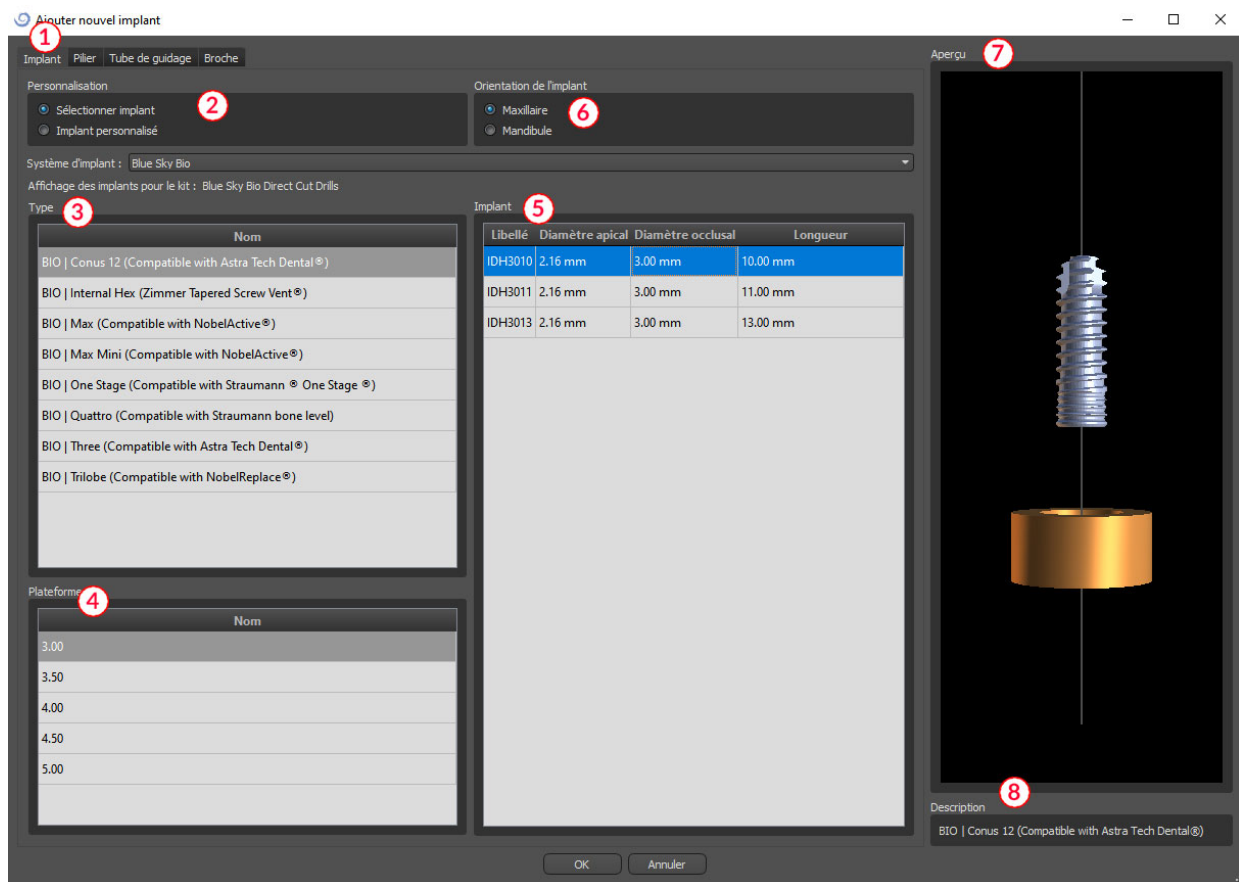 Ajouter nouvel implant
1
Implant Pilier Tube de guidage Broche
Personnalisation
2
Sélectionner implant
Implant personnalisé
Orientation de l'implant
6
Maxillaire
Mandibule
Système d'implant : Blue Sky Bio
Affichage des implants pour le kit : Blue Sky Bio Direct Cut Drills
Type
3
Nom
BIO | Conus 12 (Compatible with Astra Tech Dental®)
BIO | Internal Hex (Zimmer Tapered Screw Vent®)
BIO | Max (Compatible with NobelActive®)
BIO | Max Mini (Compatible with NobelActive®)
BIO | One Stage (Compatible with Straumann ® One Stage ®)
BIO | Quattro (Compatible with Straumann bone level)
BIO | Three (Compatible with Astra Tech Dental®)
BIO | Trilobe (Compatible with NobelReplace®)
Plateforme
4
Nom
3.00
3.50
4.00
4.50
5.00
Implant
5
Libellé Diamètre apical Diamètre occlusal Longueur
IDH3010 2.16 mm 3.00 mm 10.00 mm
IDH3011 2.16 mm 3.00 mm 11.00 mm
IDH3013 2.16 mm 3.00 mm 13.00 mm
Aperçu
7
8
Description
BIO | Conus 12 (Compatible with Astra Tech Dental®)
OK Annuler